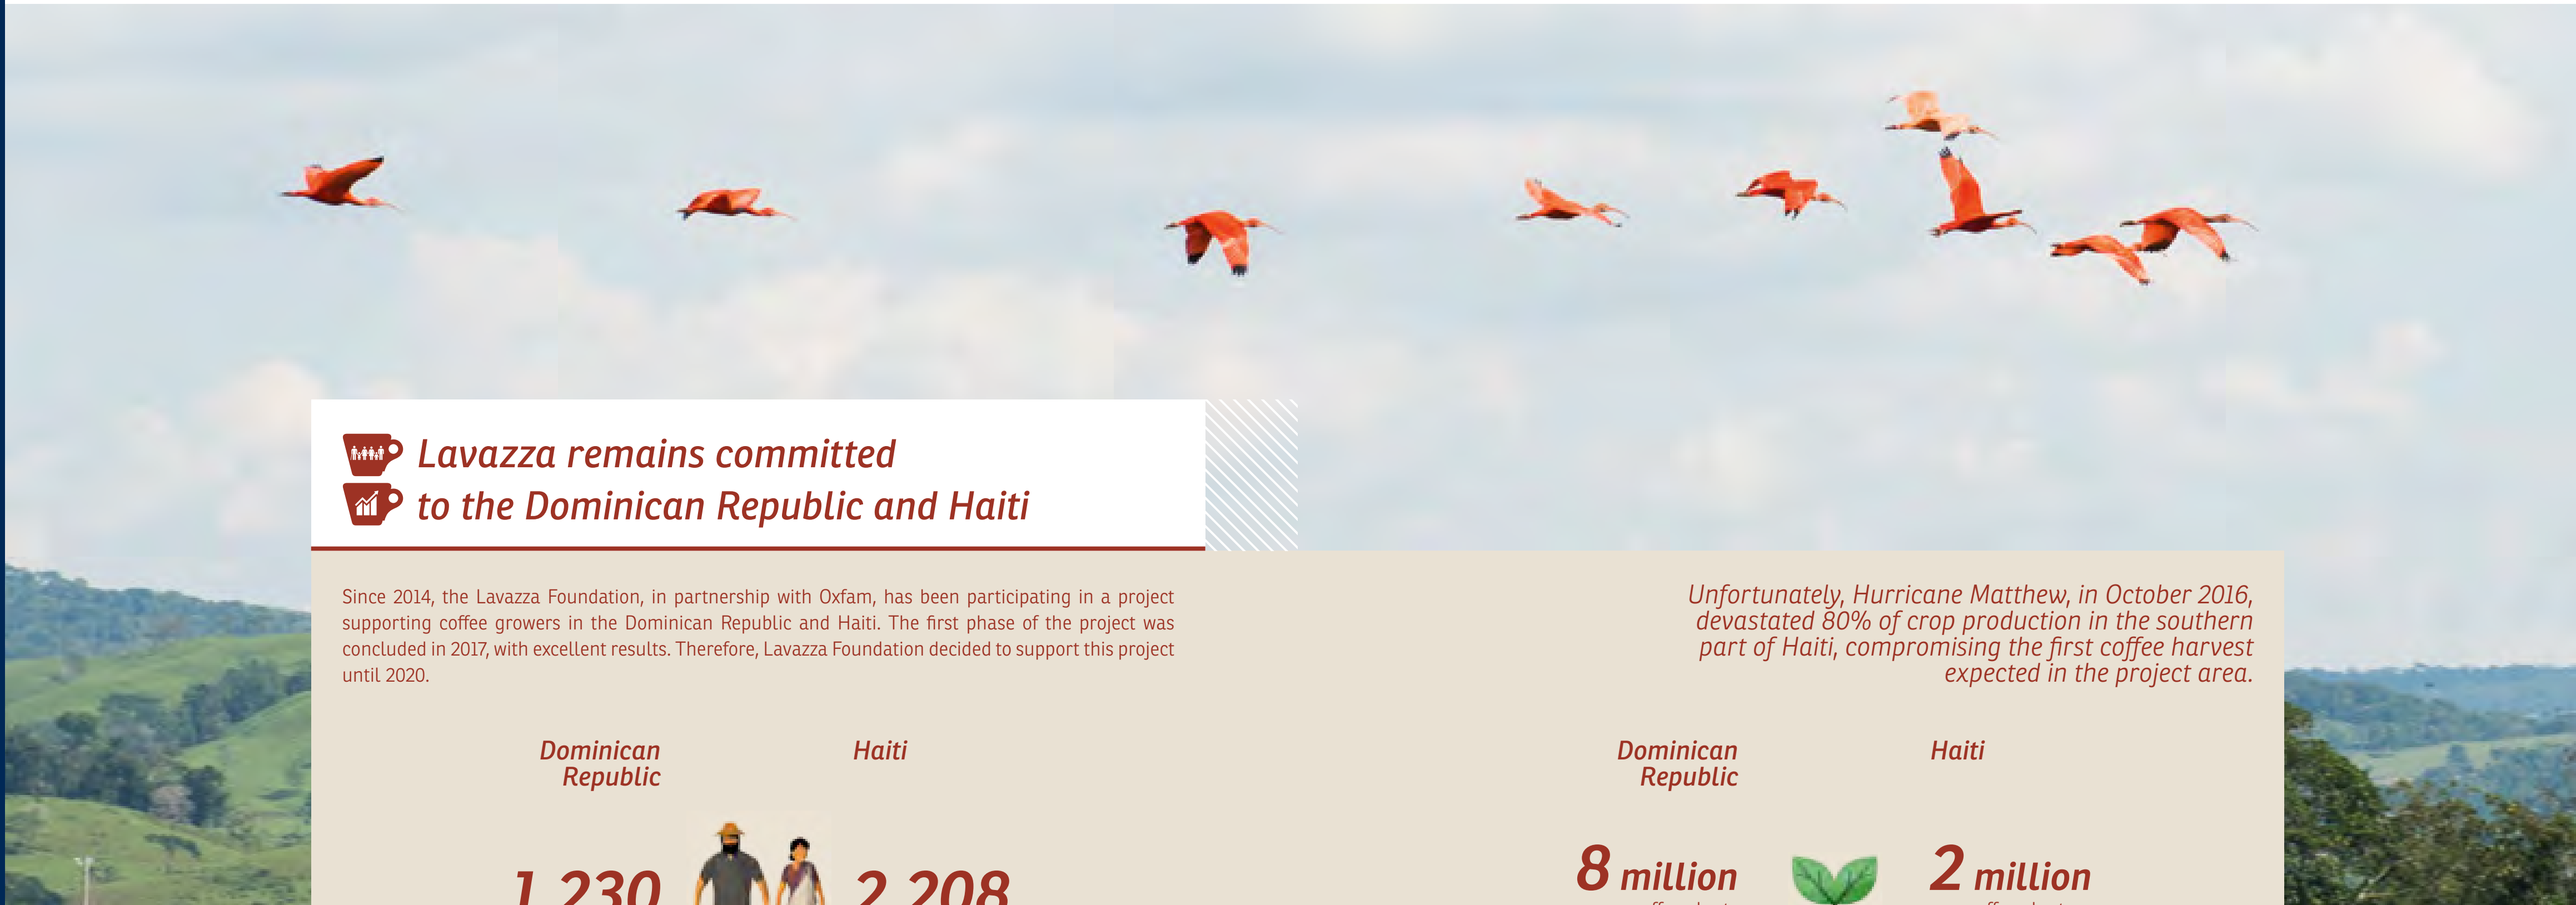 Lavazza remains committed
to the Dominican Republic and Haiti
Since 2014, the Lavazza Foundation, in partnership with Oxfam, has been participating in a project
supporting coffee growers in the Dominican Republic and Haiti. The first phase of the project was
concluded in 2017, with excellent results. Therefore, Lavazza Foundation decided to support this project
until 2020.
Unfortunately, Hurricane Matthew, in October 2016,
devastated 80% of crop production in the southern
part of Haiti, compromising the first coffee harvest
expected in the project area.
Dominican
Republic
Haiti
1 230
2 208
Dominican
Republic
Haiti
8 million
2 million